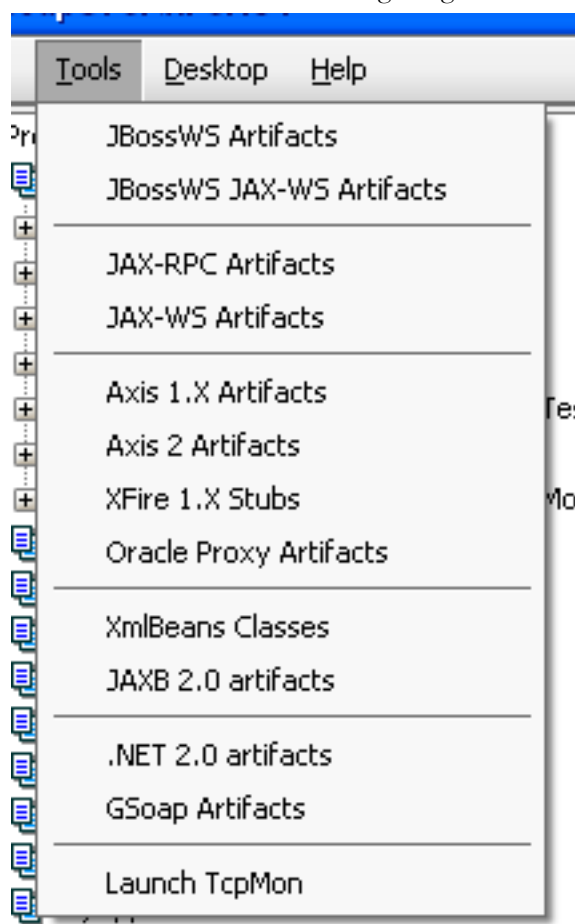 Tools Desktop Help
JBossWS Artifacts
JBossWS JAX-WS Artifacts
JAX-RPC Artifacts
JAX-WS Artifacts
Axis 1.X Artifacts
Axis 2 Artifacts
XFire 1.X Stubs
Oracle Proxy Artifacts
XmlBeans Classes
JAXB 2.0 artifacts
.NET 2.0 artifacts
GSoap Artifacts
Launch TcpMon